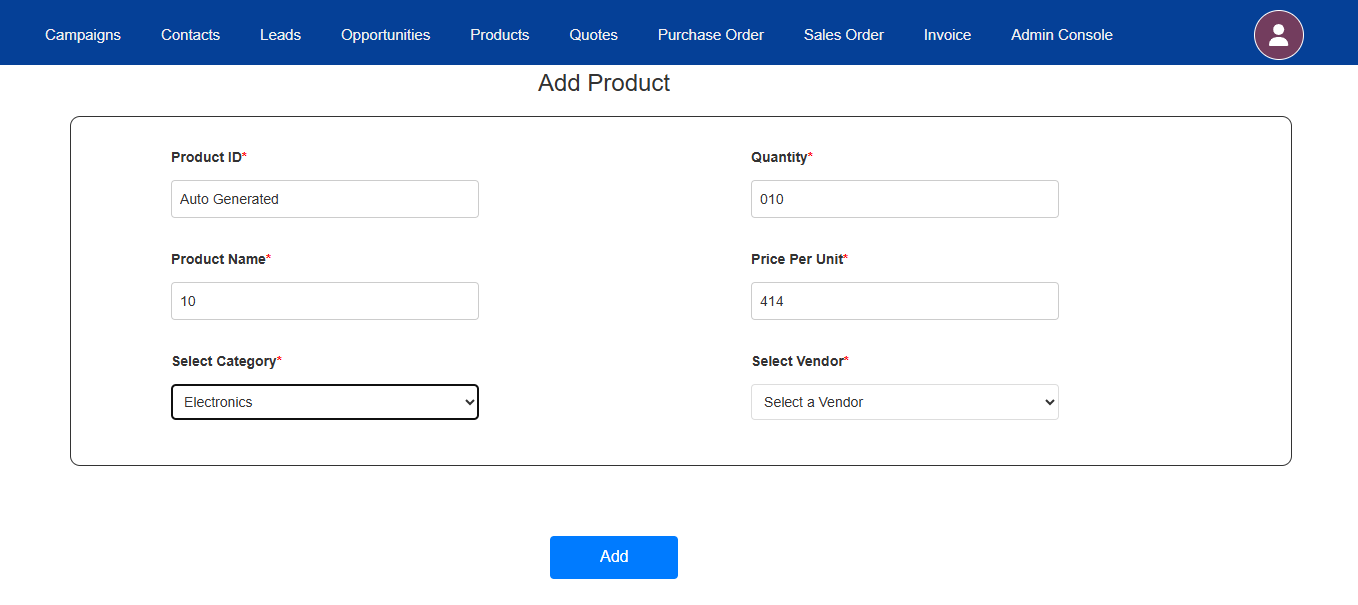 Campaigns Contacts Leads Opportunities Products Quotes Purchase Order Sales Order Invoice Admin Console
Add Product
Product ID* Quantity*
Auto Generated 010
Product Name* Price Per Unit*
10 414
Select Category* Select Vendor*
Electronics Select a Vendor
Add